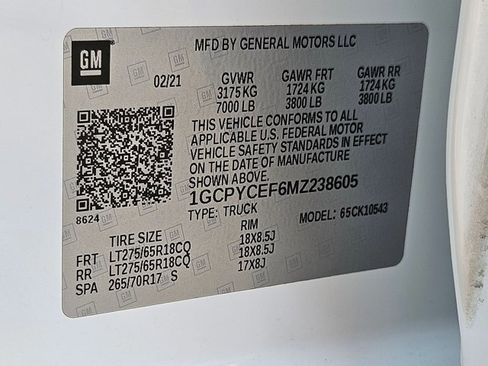 GM
MFD BY GENERAL MOTORS LLC
02/21 GVWR GAWR FRT GAWR RR
3175 KG 1724 KG 1724 KG
7000 LB 3800 LB 3800 LB
THIS VEHICLE CONFORMS TO ALL
APPLICABLE U.S. FEDERAL MOTOR
VEHICLE SAFETY STANDARDS IN EFFECT
ON THE DATE OF MANUFACTURE
SHOWN ABOVE.
1GCPYCEF6MZ238605
8624
TYPE: TRUCK MODEL: 65CK10543
TIRE SIZE RIM
FRT LT275/65R18CQ 18X8.5J
RR LT275/65R18CQ 18X8.5J
SPA 265/70R17 S 17X8J